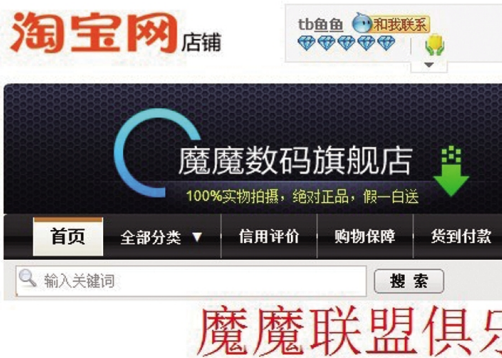 淘宝网店铺
tb鱼鱼 和我联系
魔魔数码旗舰店
100%实物拍摄，绝对正品，假一白送
首页 全部分类 信用评价 购物保障 货到付款
输入关键词 搜索
魔魔联盟俱乐